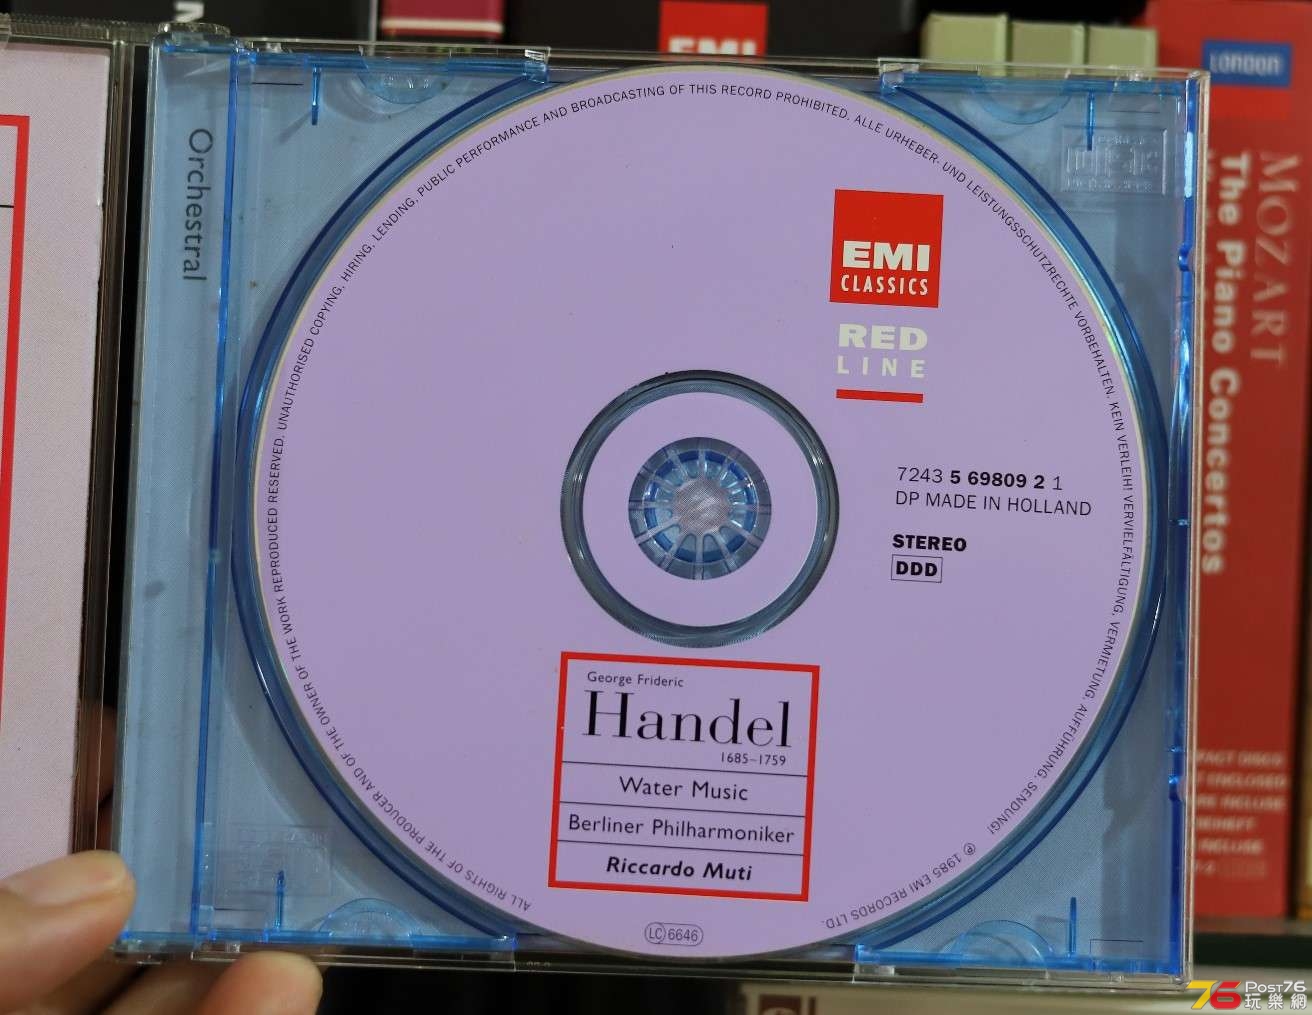 EMI
LONDON
MOZART
The Piano Concertos
Orchestral
ALL RIGHTS OF THE PRODUCER AND OF THE OWNER OF THE WORK REPRODUCED RESERVED. UNAUTHORISED COPYING, HIRING, LENDING, PUBLIC PERFORMANCE AND BROADCASTING OF THIS RECORD PROHIBITED. ALLE URHEBER- UND LEISTUNGSSCHUTZRECHTE VORBEHALTEN. KEIN VERLEIH! VERVIELFÄLTIGUNG, VERMIETUNG, AUFFÜHRUNG, SENDUNG!
℗ 1985 EMI RECORDS LTD.
EMI
CLASSICS
RED
LINE
7243 5 69809 2 1
DP MADE IN HOLLAND
STEREO
DDD
George Frideric
Handel
1685–1759
Water Music
Berliner Philharmoniker
Riccardo Muti
LC 6646
76 Post76
玩樂網